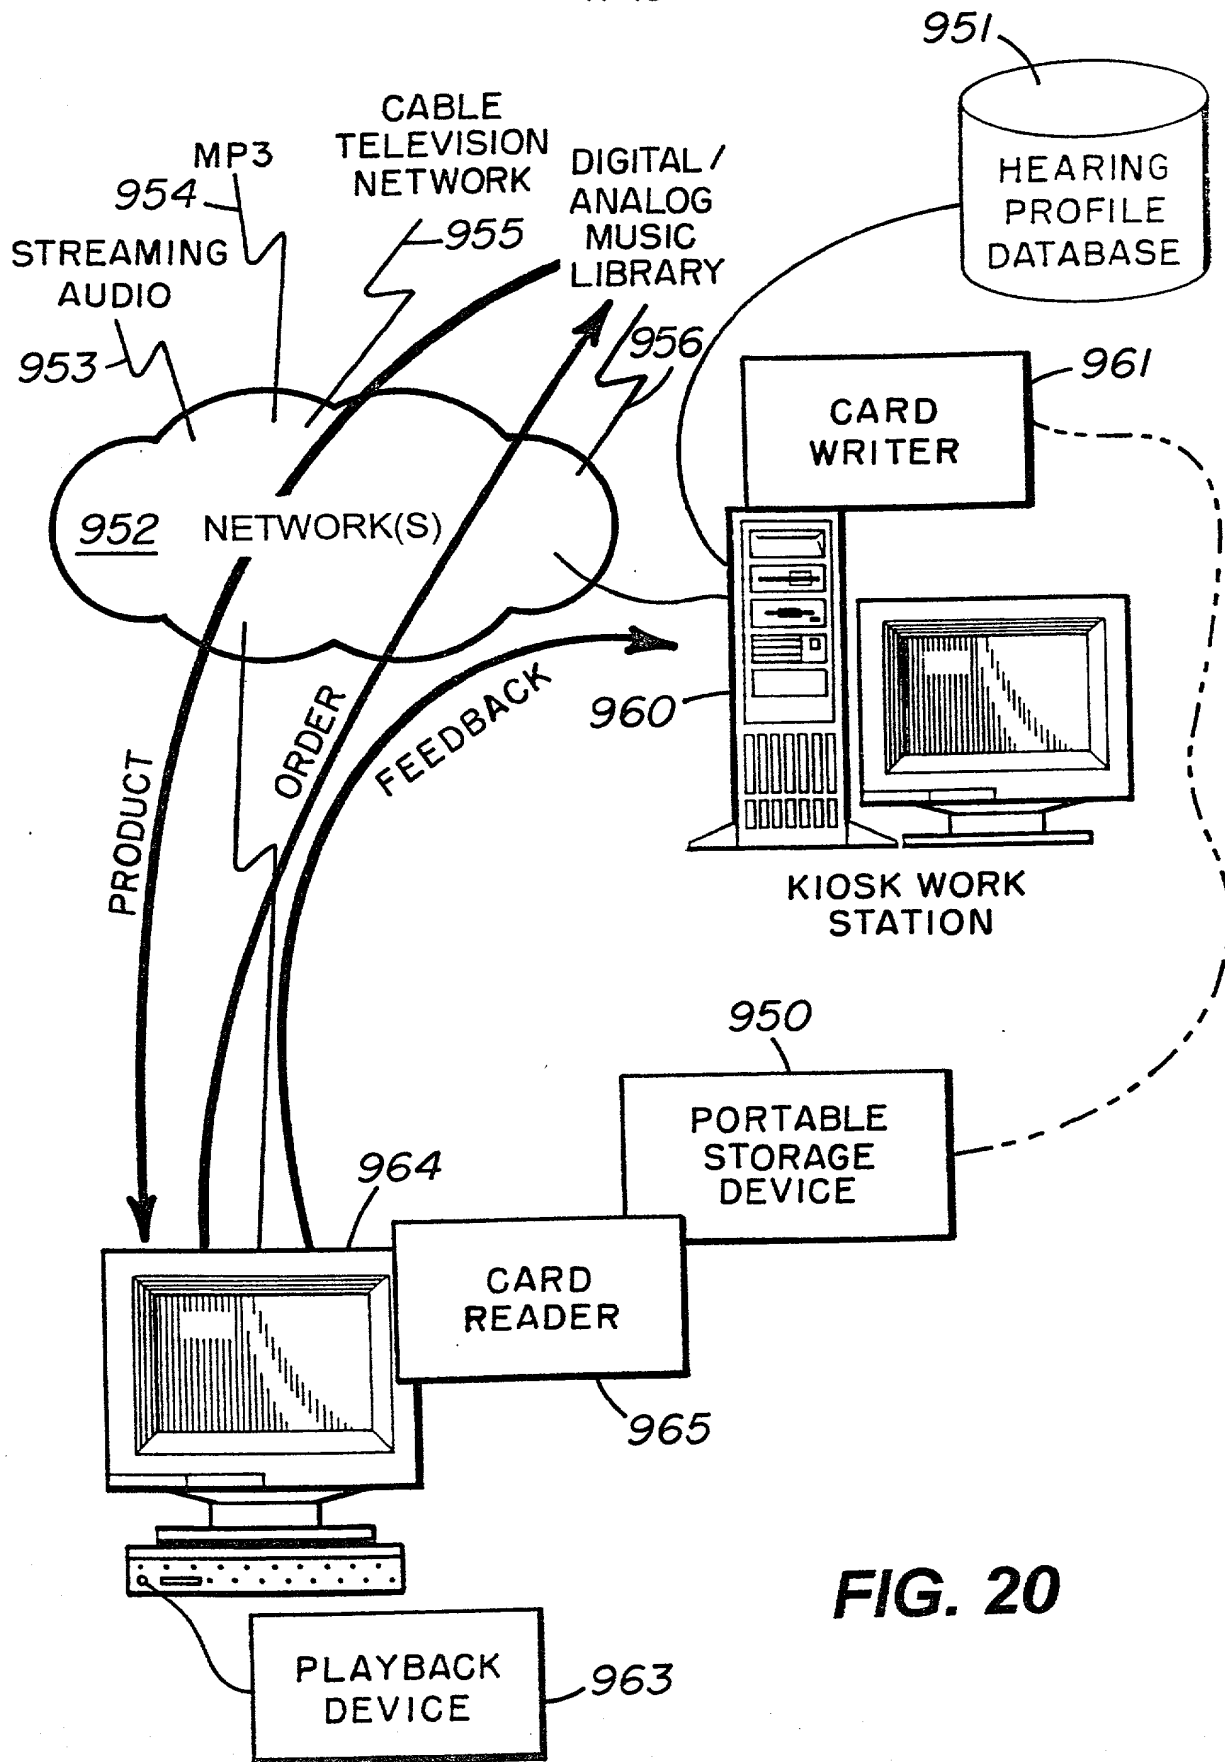 951
CABLE
TELEVISION
NETWORK
MP3
954
DIGITAL /
ANALOG
MUSIC
LIBRARY
955
HEARING
PROFILE
DATABASE
STREAMING
AUDIO
953
956
961
CARD
WRITER
952
NETWORK(S)
960
PRODUCT
ORDER
FEEDBACK
KIOSK WORK
STATION
950
PORTABLE
STORAGE
DEVICE
964
CARD
READER
965
FIG. 20
PLAYBACK
DEVICE
963